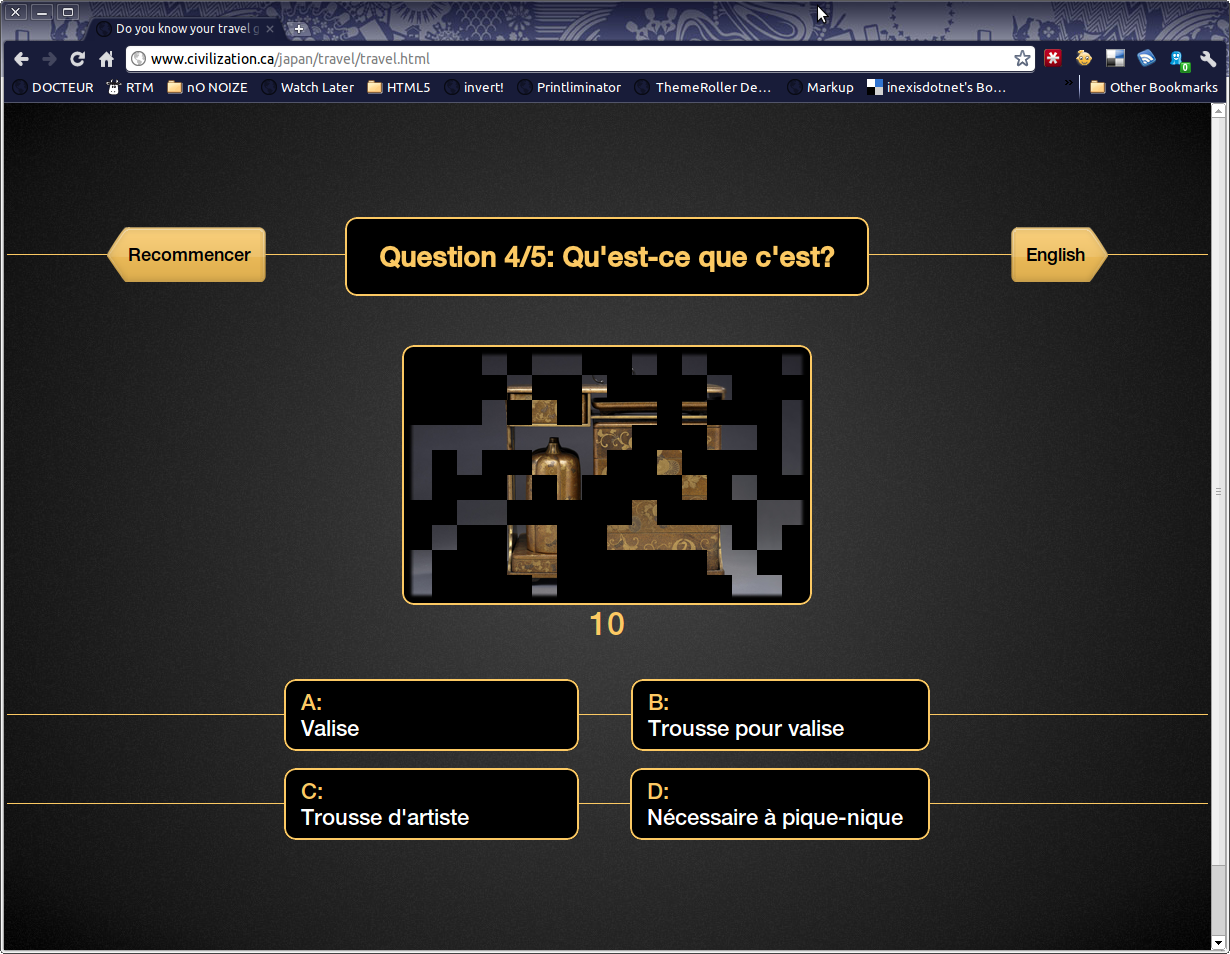 Do you know your travel g
www.civilization.ca/japan/travel/travel.html
0
DOCTEUR RTM nO NOIZE Watch Later HTML5 invert! Printliminator ThemeRoller De... Markup inexisdotnet's Bo... » Other Bookmarks
Recommencer
Question 4/5: Qu'est-ce que c'est?
English
10
A:
Valise
B:
Trousse pour valise
C:
Trousse d'artiste
D:
Nécessaire à pique-nique